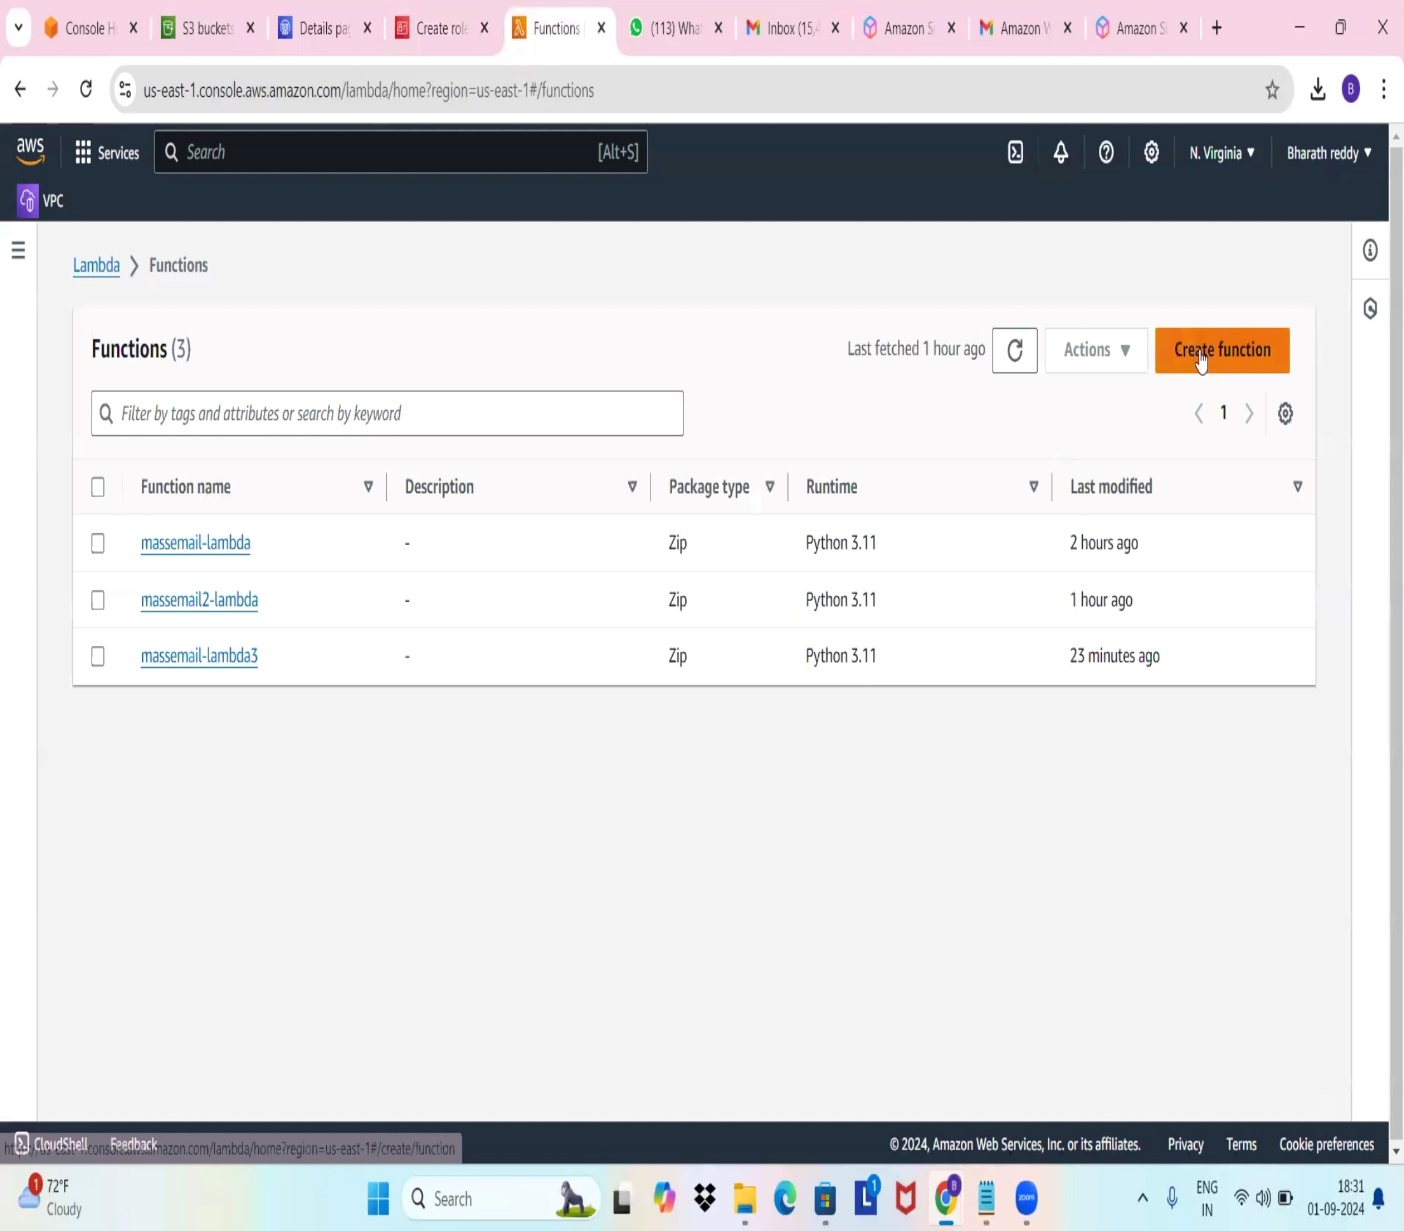 Console H
S3 buckets
Details pa
Create role
Functions
(113) Wha
Inbox (15,
Amazon S
Amazon W
Amazon Si
us-east-1.console.aws.amazon.com/lambda/home?region=us-east-1#/functions
aws
Services
Search
[Alt+S]
N. Virginia
Bharath reddy
VPC
Lambda
Functions
Functions (3)
Last fetched 1 hour ago
Actions
Create function
Filter by tags and attributes or search by keyword
1
Function name
Description
Package type
Runtime
Last modified
massemail-lambda
-
Zip
Python 3.11
2 hours ago
massemail2-lambda
-
Zip
Python 3.11
1 hour ago
massemail-lambda3
-
Zip
Python 3.11
23 minutes ago
CloudShell
Feedback
© 2024, Amazon Web Services, Inc. or its affiliates.
Privacy
Terms
Cookie preferences
72°F
Cloudy
Search
ENG
IN
18:31
01-09-2024